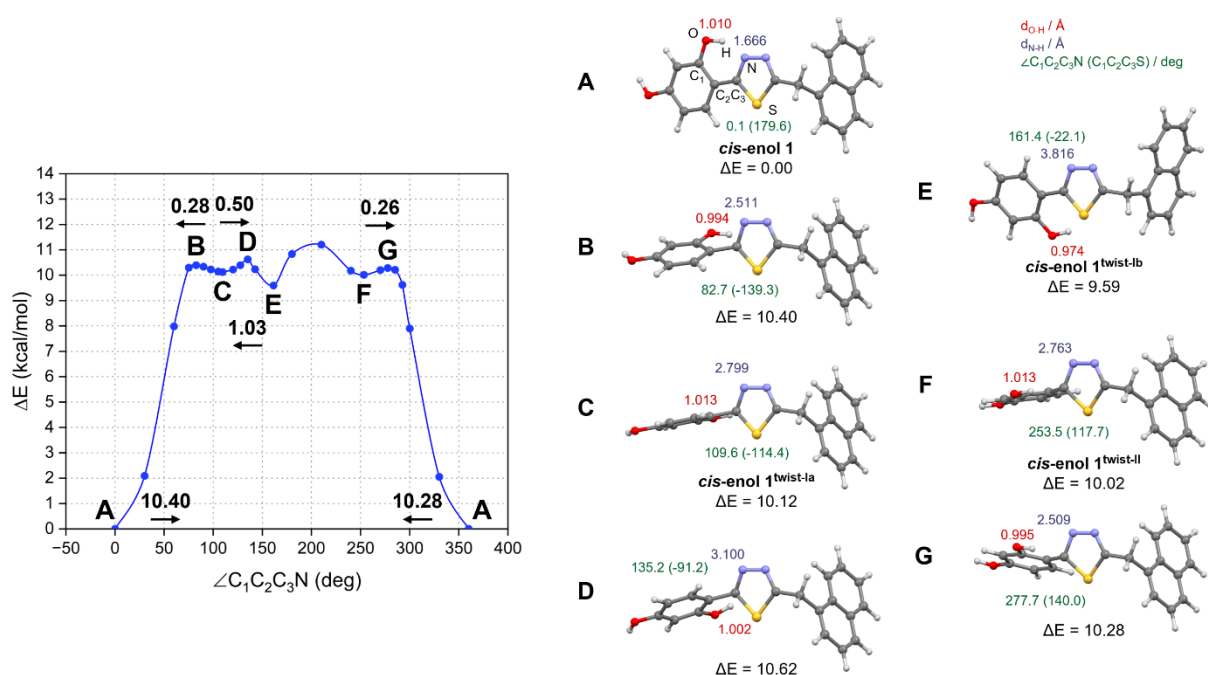 ΔE (kcal/mol)
14
13
12
11
10
9
8
7
6
5
4
3
2
1
0
−50
0
50
100
150
200
250
300
350
400
∠C₁C₂C₃N (deg)
0.28
0.50
0.26
B
D
G
C
E
F
1.03
A
10.40
10.28
A
A
1.010
O
H
1.666
N
C₁
C₂C₃
S
0.1 (179.6)
cis-enol 1
ΔE = 0.00
B
2.511
0.994
82.7 (-139.3)
ΔE = 10.40
C
2.799
1.013
109.6 (-114.4)
cis-enol 1twist-Ia
ΔE = 10.12
D
3.100
135.2 (-91.2)
1.002
ΔE = 10.62
dO-H / Å
dN-H / Å
∠C₁C₂C₃N (C₁C₂C₃S) / deg
E
161.4 (-22.1)
3.816
0.974
cis-enol 1twist-Ib
ΔE = 9.59
F
2.763
1.013
253.5 (117.7)
cis-enol 1twist-II
ΔE = 10.02
G
2.509
0.995
277.7 (140.0)
ΔE = 10.28